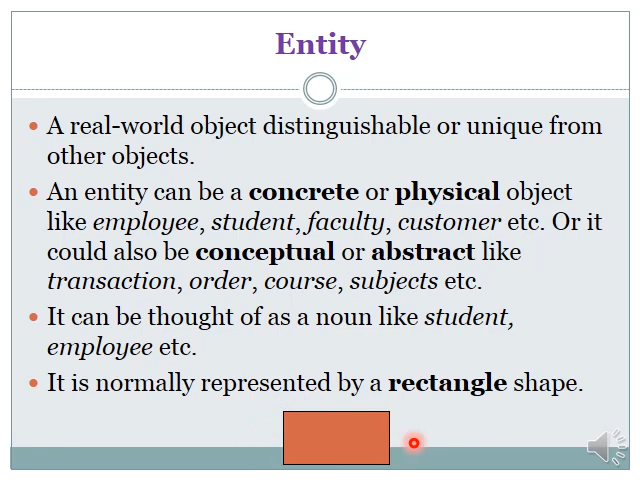 Entity
• A real-world object distinguishable or unique from
other objects.
• An entity can be a concrete or physical object
like employee, student, faculty, customer etc. Or it
could also be conceptual or abstract like
transaction, order, course, subjects etc.
• It can be thought of as a noun like student,
employee etc.
• It is normally represented by a rectangle shape.